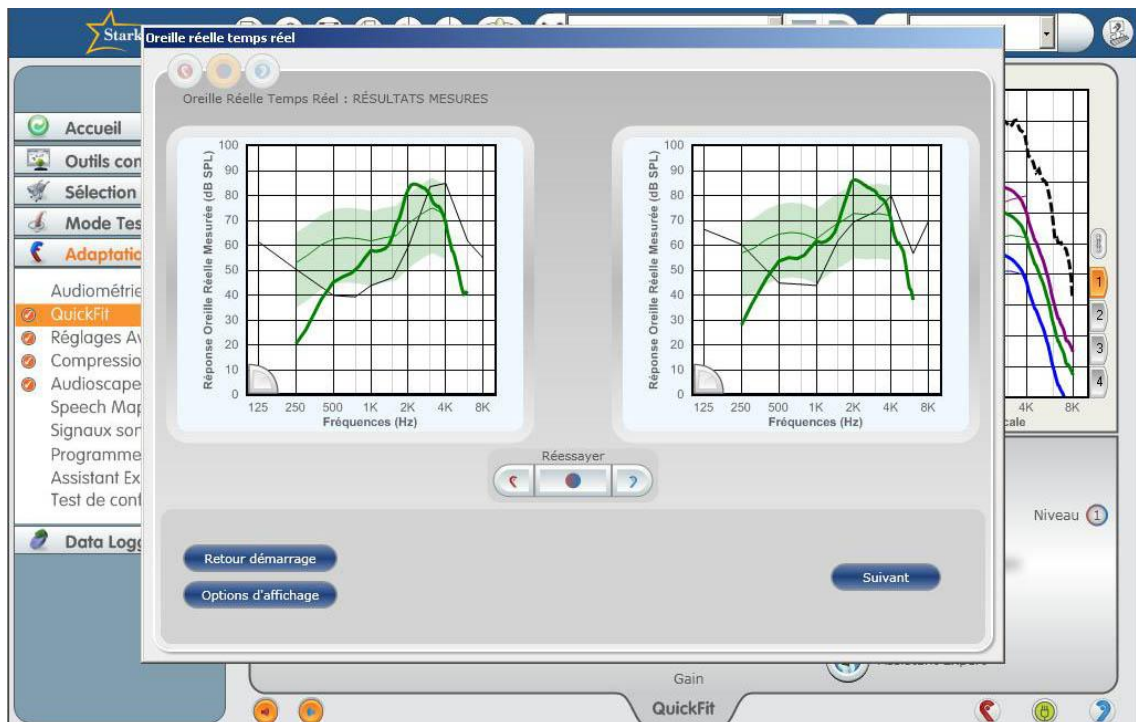 Stark
Oreille réelle temps réel
Oreille Réelle Temps Réel : RÉSULTATS MESURES
Accueil
Outils con
Sélection
Mode Tes
Adaptatio
Audiométrie
QuickFit
Réglages Av
Compressio
Audioscape
Speech Map
Signaux sor
Programme
Assistant Ex
Test de conf
Data Logg
Réponse Oreille Réelle Mesurée (dB SPL)
100
90
80
70
60
50
40
30
20
10
0
125 250 500 1K 2K 4K 8K
Fréquences (Hz)
Réponse Oreille Réelle Mesurée (dB SPL)
100
90
80
70
60
50
40
30
20
10
0
125 250 500 1K 2K 4K 8K
Fréquences (Hz)
Réessayer
Retour démarrage
Options d'affichage
Suivant
1
2
3
4
4K 8K
cale
Niveau 1
Gain
QuickFit